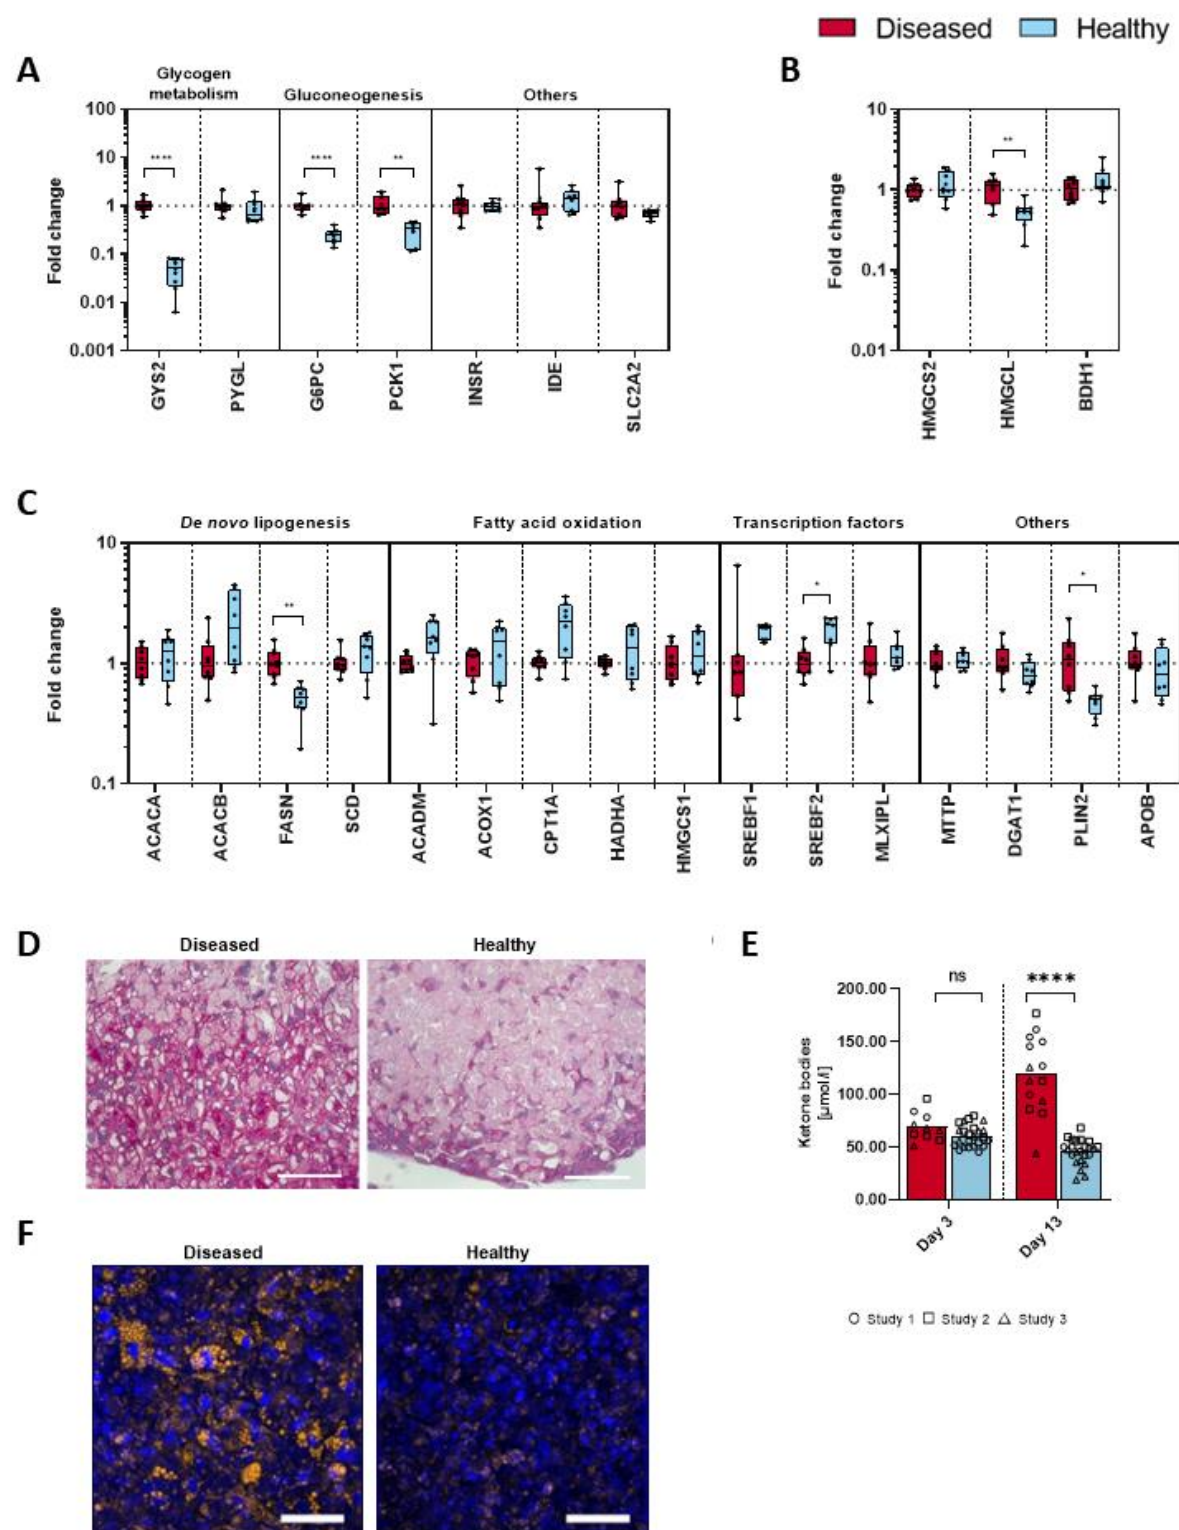 Diseased Healthy
A
Glycogen
metabolism Gluconeogenesis Others
Fold change
100
10
1
0.1
0.01
0.001
**** **** **
GYS2 PYGL G6PC PCK1 INSR IDE SLC2A2
B
Fold change
10
1
0.1
0.01
**
HMGCS2 HMGCL BDH1
C
De novo lipogenesis Fatty acid oxidation Transcription factors Others
Fold change
10
1
0.1
** * *
ACACA ACACB FASN SCD ACADM ACOX1 CPT1A HADHA HMGCS1 SREBF1 SREBF2 MLXIPL MTTP DGAT1 PLIN2 APOB
D
Diseased Healthy
E
ns ****
Ketone bodies
[µmol/l]
200.00
150.00
100.00
50.00
0.00
Day 3 Day 13
Study 1 Study 2 Study 3
F
Diseased Healthy